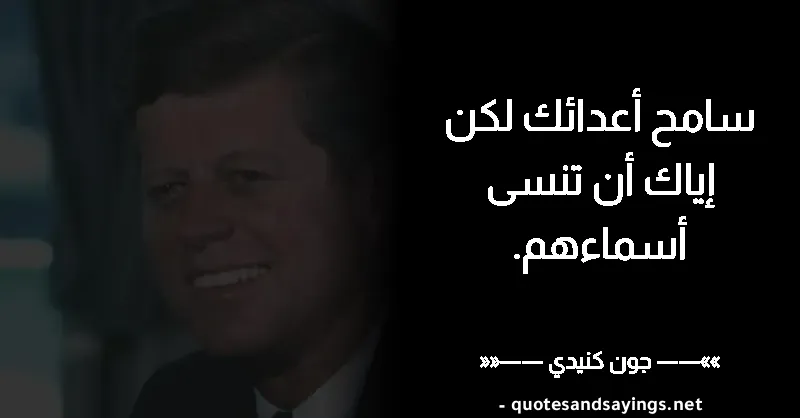 سامح أعدائك لكن
إياك أن تنسى
أسماءهم.
»»—— جون كنيدي ——««
- quotesandsayings.net